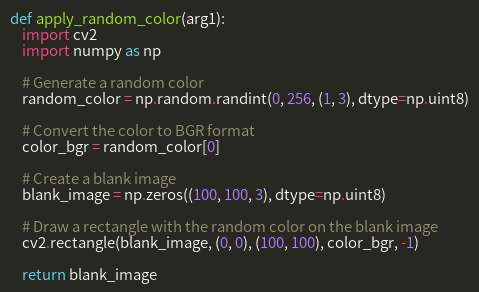 def apply_random_color(arg1):
    import cv2
    import numpy as np

    # Generate a random color
    random_color = np.random.randint(0, 256, (1, 3), dtype=np.uint8)

    # Convert the color to BGR format
    color_bgr = random_color[0]

    # Create a blank image
    blank_image = np.zeros((100, 100, 3), dtype=np.uint8)

    # Draw a rectangle with the random color on the blank image
    cv2.rectangle(blank_image, (0, 0), (100, 100), color_bgr, -1)

    return blank_image